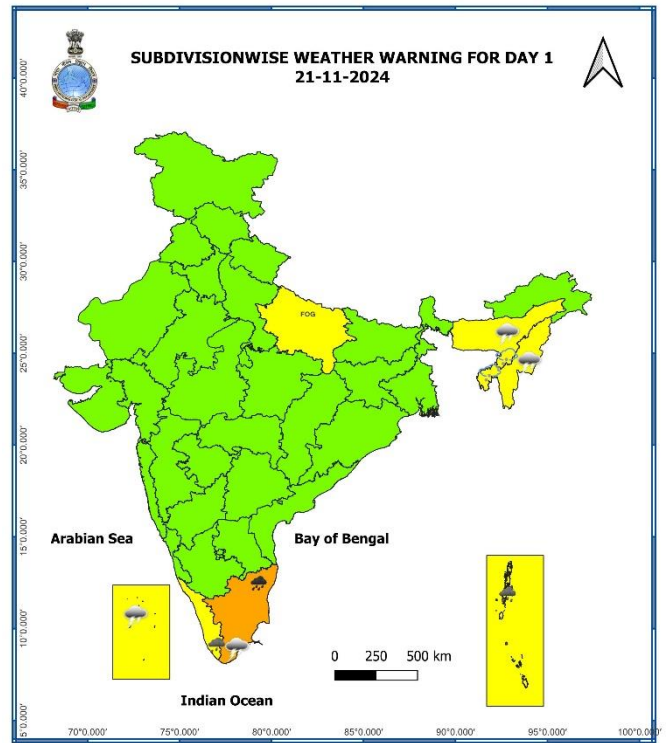 SUBDIVISIONWISE WEATHER WARNING FOR DAY 1
21-11-2024
40°0.000'
35°0.000'
30°0.000'
25°0.000'
20°0.000'
15°0.000'
10°0.000'
5°0.000'
FOG
Arabian Sea
Bay of Bengal
0 250 500 km
Indian Ocean
70°0.000' 75°0.000' 80°0.000' 85°0.000' 90°0.000' 95°0.000' 100°0.000'